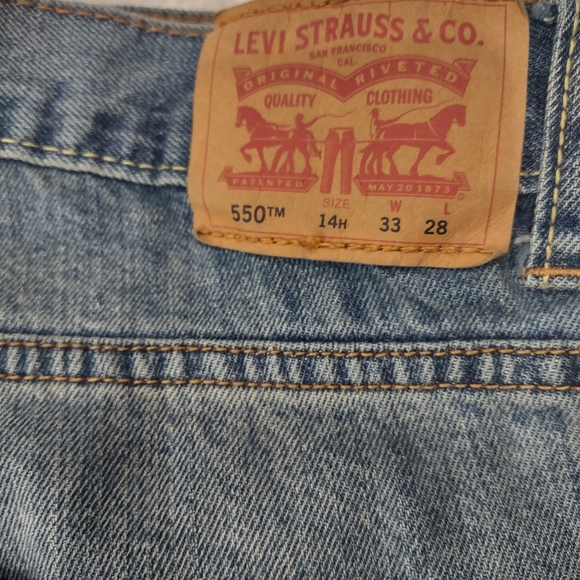 LEVI STRAUSS & CO.
SAN FRANCISCO
CAL.
ORIGINAL RIVETED
QUALITY CLOTHING
PATENTED MAY 20 1873 ®
SIZE W L
550™ 14H 33 28